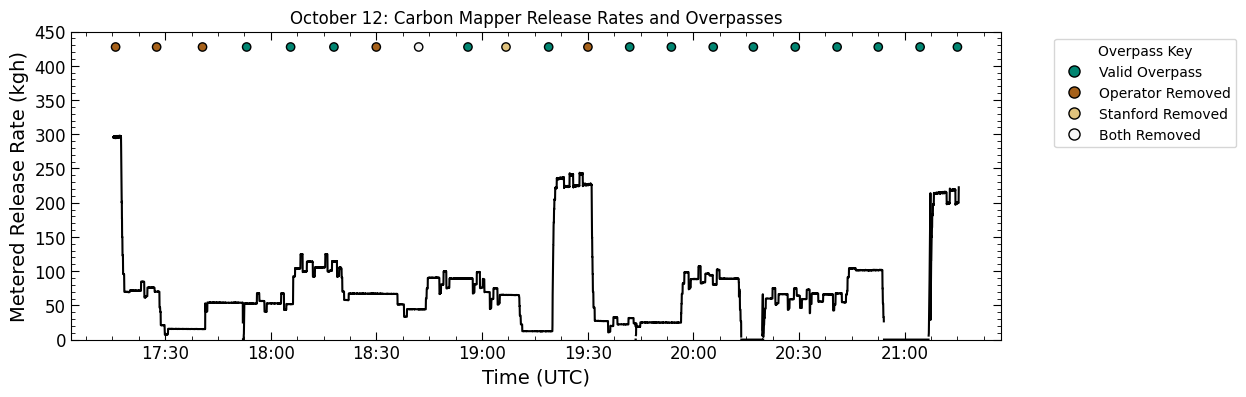 October 12: Carbon Mapper Release Rates and Overpasses
Metered Release Rate (kgh)
450
400
350
300
250
200
150
100
50
0
17:30 18:00 18:30 19:00 19:30 20:00 20:30 21:00
Time (UTC)
Overpass Key
Valid Overpass
Operator Removed
Stanford Removed
Both Removed